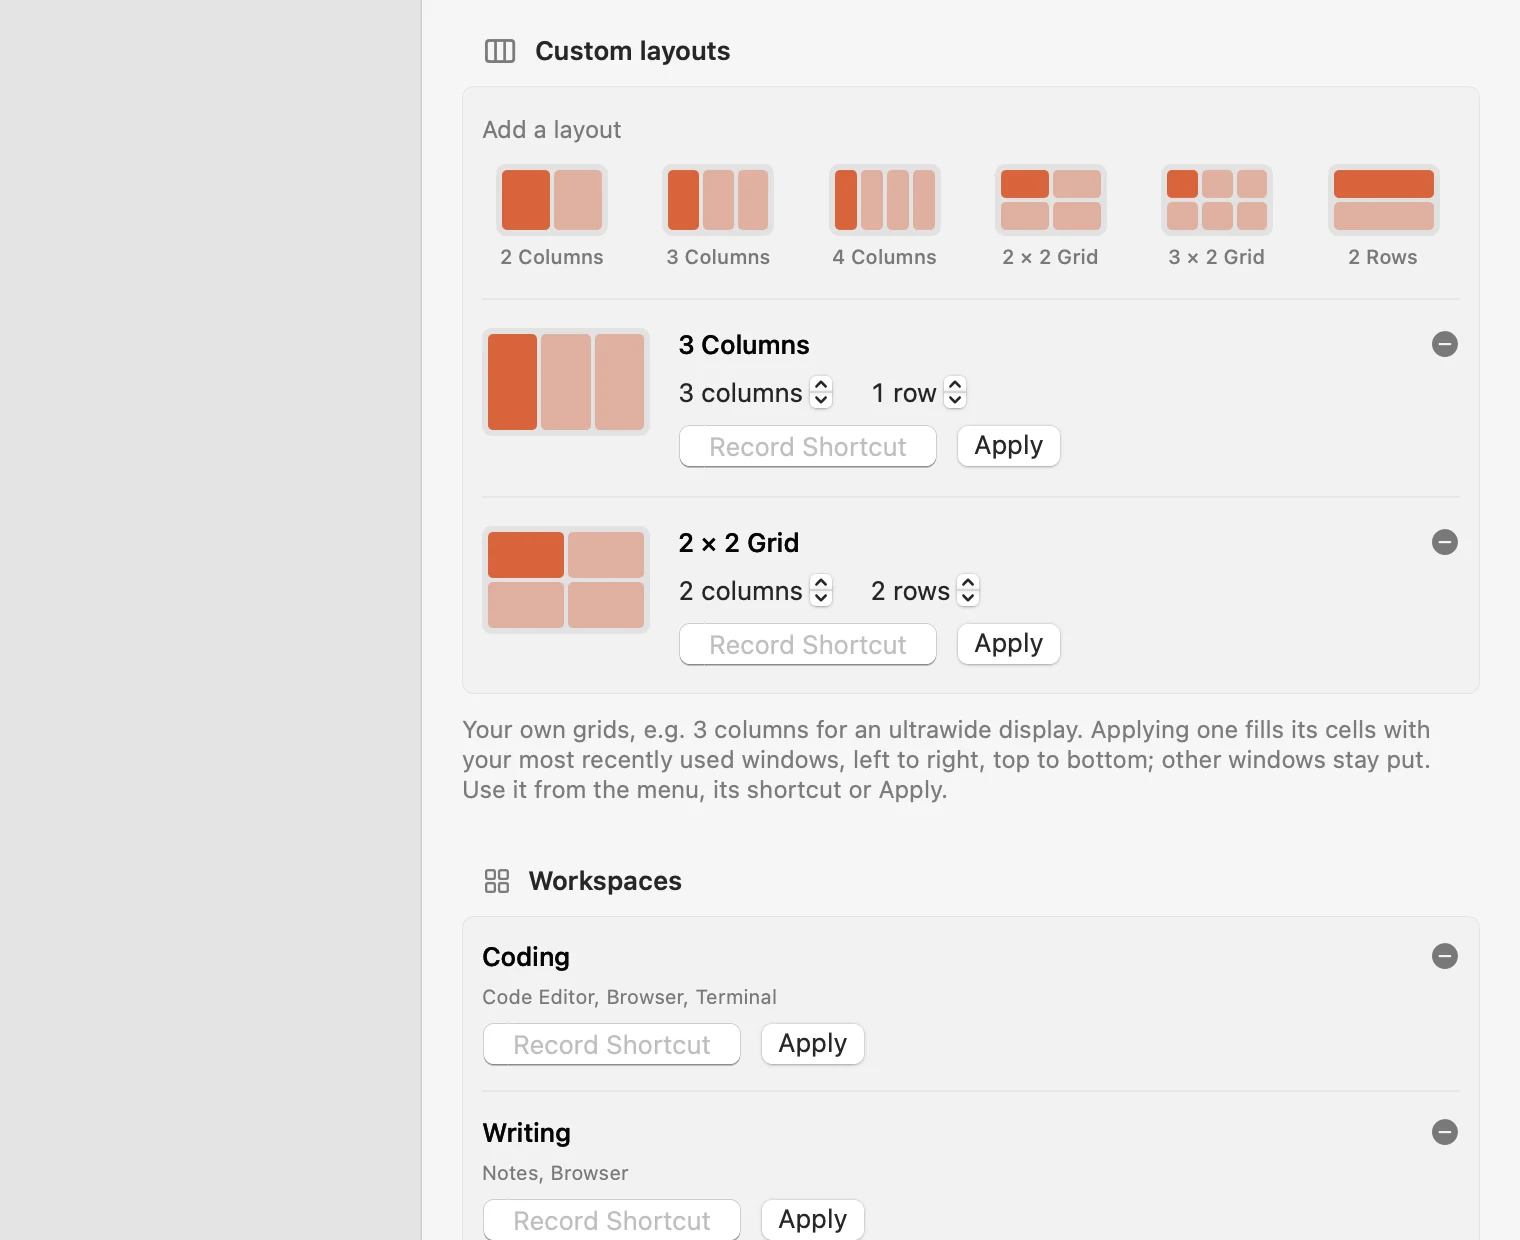 Custom layouts
Add a layout
2 Columns
3 Columns
4 Columns
2 × 2 Grid
3 × 2 Grid
2 Rows
3 Columns
3 columns
1 row
Record Shortcut
Apply
2 × 2 Grid
2 columns
2 rows
Record Shortcut
Apply
Your own grids, e.g. 3 columns for an ultrawide display. Applying one fills its cells with
your most recently used windows, left to right, top to bottom; other windows stay put.
Use it from the menu, its shortcut or Apply.
Workspaces
Coding
Code Editor, Browser, Terminal
Record Shortcut
Apply
Writing
Notes, Browser
Record Shortcut
Apply